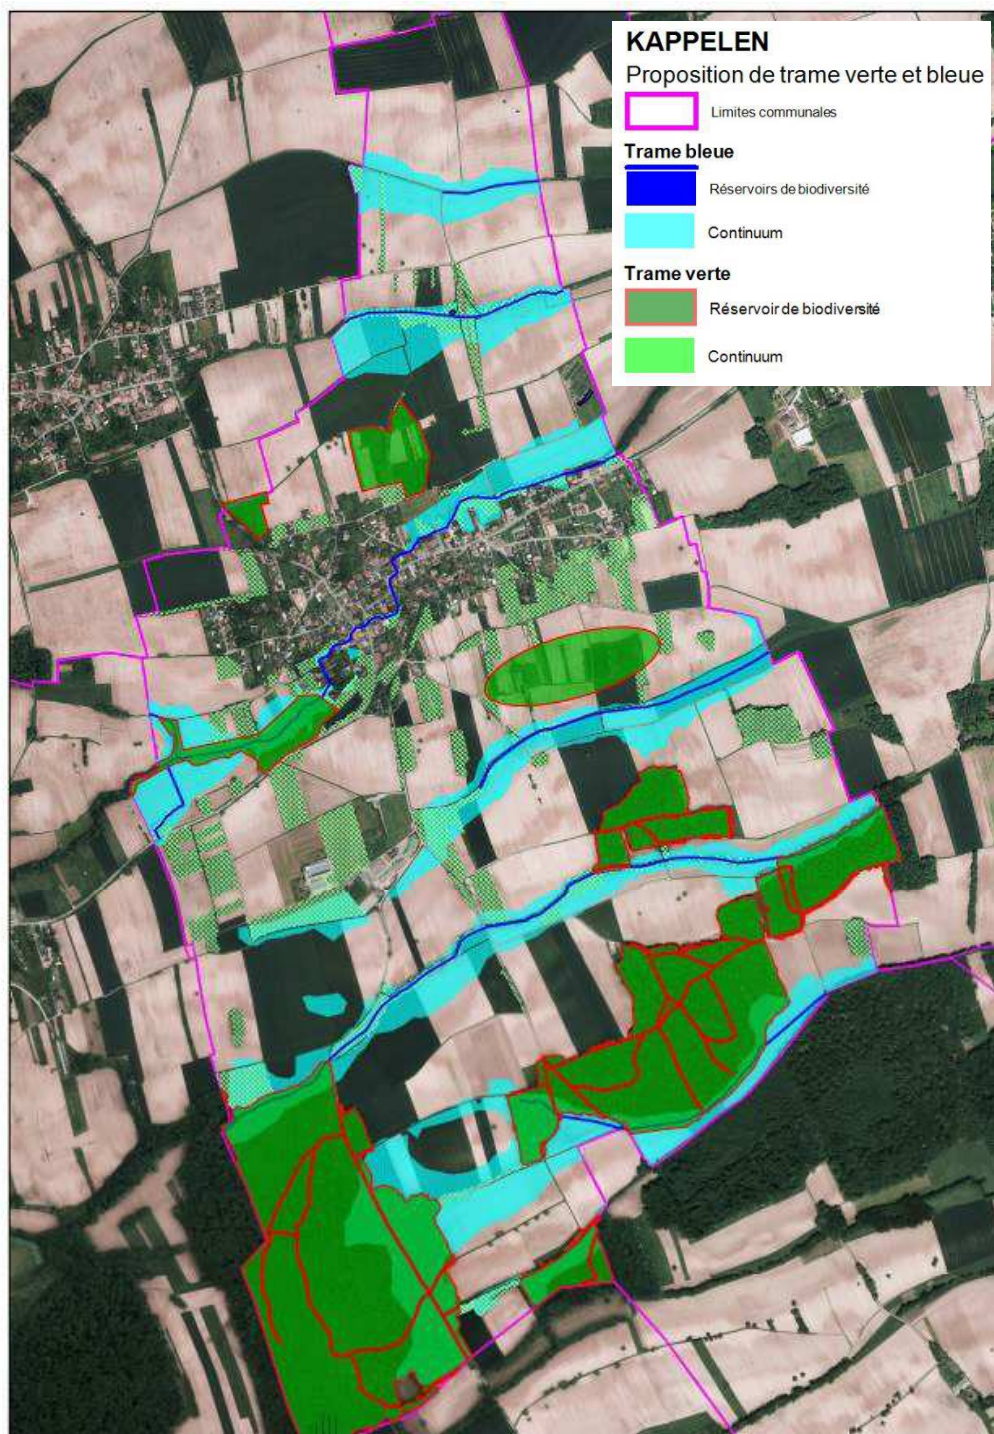 KAPPELEN
Proposition de trame verte et bleue
Limites communales
Trame bleue
Réservoirs de biodiversité
Continuum
Trame verte
Réservoir de biodiversité
Continuum